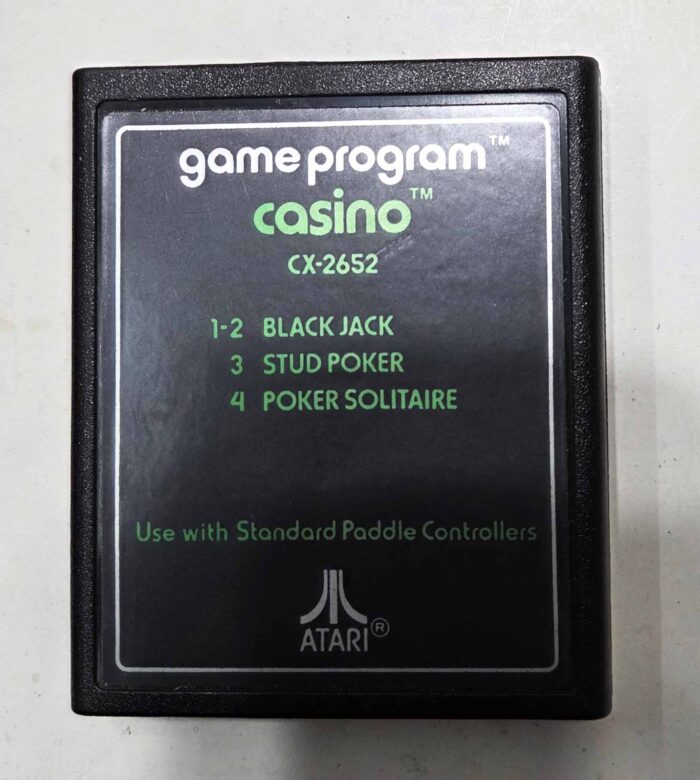 game program™
casino™
CX-2652
1-2 BLACK JACK
3 STUD POKER
4 POKER SOLITAIRE
Use with Standard Paddle Controllers
ATARI®